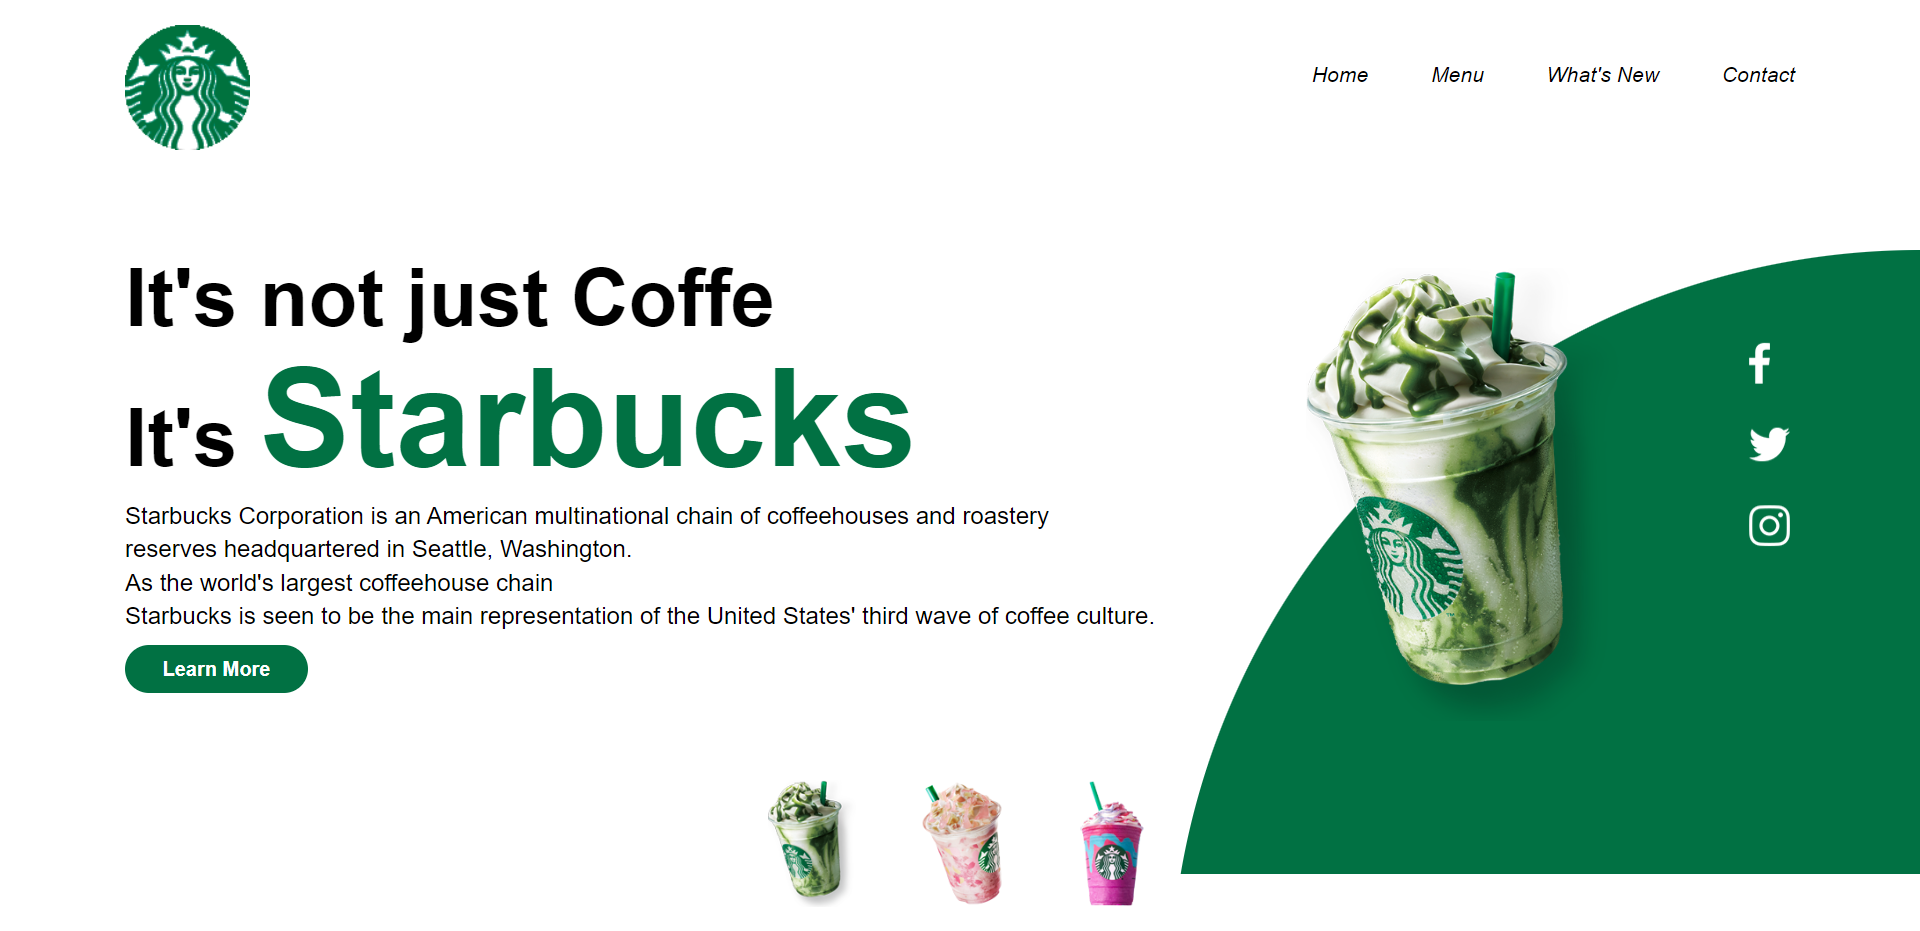 Home Menu What's New Contact
It's not just Coffe
It's Starbucks
Starbucks Corporation is an American multinational chain of coffeehouses and roastery
reserves headquartered in Seattle, Washington.
As the world's largest coffeehouse chain
Starbucks is seen to be the main representation of the United States' third wave of coffee culture.
Learn More